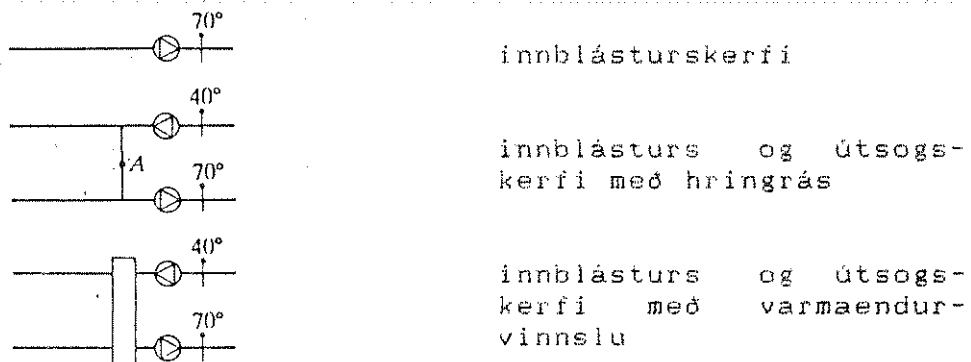 70°
innblásturskerfi
40°
A
70°
innblásturs og útsogs-
kerfi með hringrás
40°
70°
innblásturs og útsogs-
kerfi með varmaendur-
vinnslu